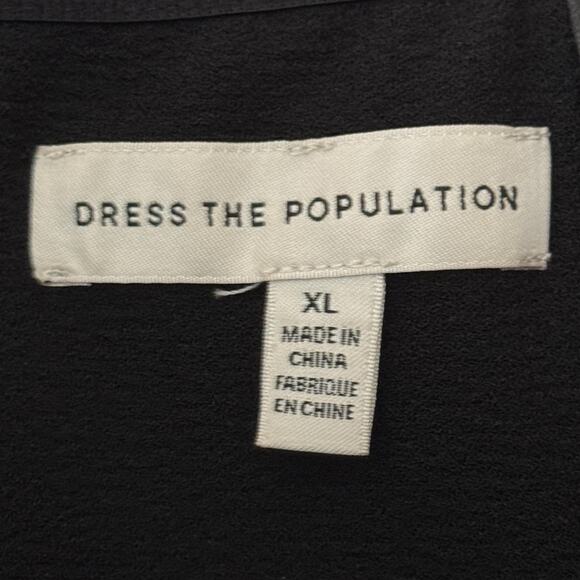 DRESS THE POPULATION
XL
MADE IN
CHINA
FABRIQUE
EN CHINE